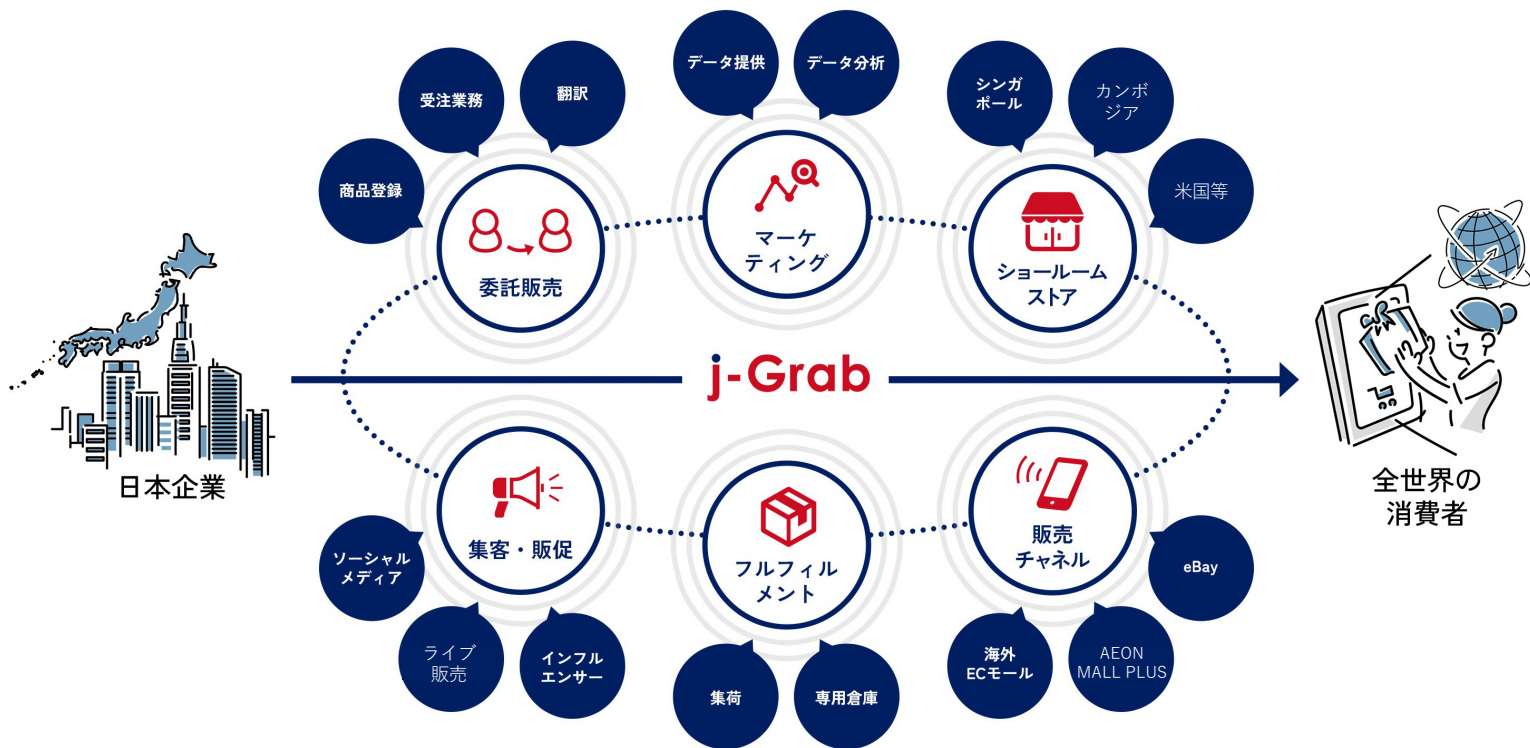 データ提供
データ分析
受注業務
翻訳
シンガ
ポール
カンボ
ジア
商品登録
米国等
委託販売
マーケ
ティング
ショールーム
ストア
j-Grab
日本企業
全世界の
消費者
集客・販促
フルフィル
メント
販売
チャネル
ソーシャル
メディア
eBay
ライブ
販売
インフル
エンサー
集荷
専用倉庫
海外
ECモール
AEON
MALL PLUS